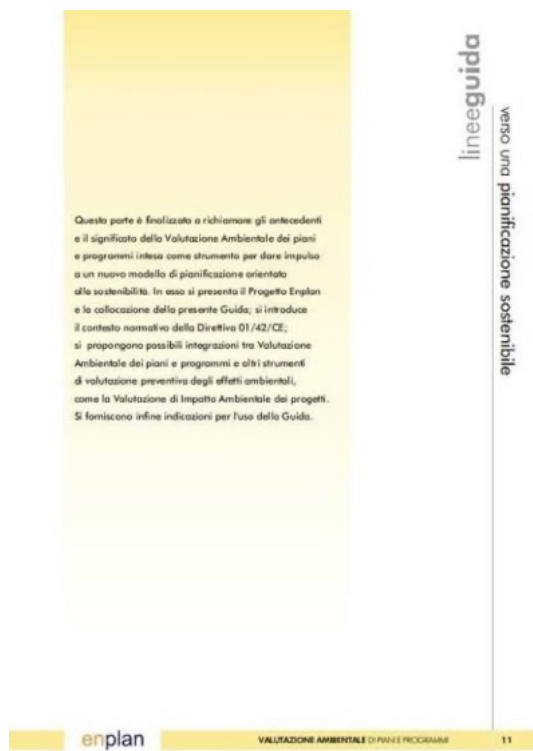 lineeguida
verso una pianificazione sostenibile
Questa parte è finalizzata a richiamare gli antecedenti
e il significato della Valutazione Ambientale dei piani
e programmi intesa come strumento per dare impulso
a un nuovo modello di pianificazione orientato
alla sostenibilità. In essa si presenta il Progetto Enplan
e la collocazione della presente Guida; si introduce
il contesto normativo della Direttiva 01/42/CE;
si propongono possibili integrazioni tra Valutazione
Ambientale dei piani e programmi e altri strumenti
di valutazione preventiva degli effetti ambientali,
come la Valutazione di Impatto Ambientale dei progetti.
Si forniscono infine indicazioni per l'uso della Guida.
enplan
VALUTAZIONE AMBIENTALE DI PIANI E PROGRAMMI
11